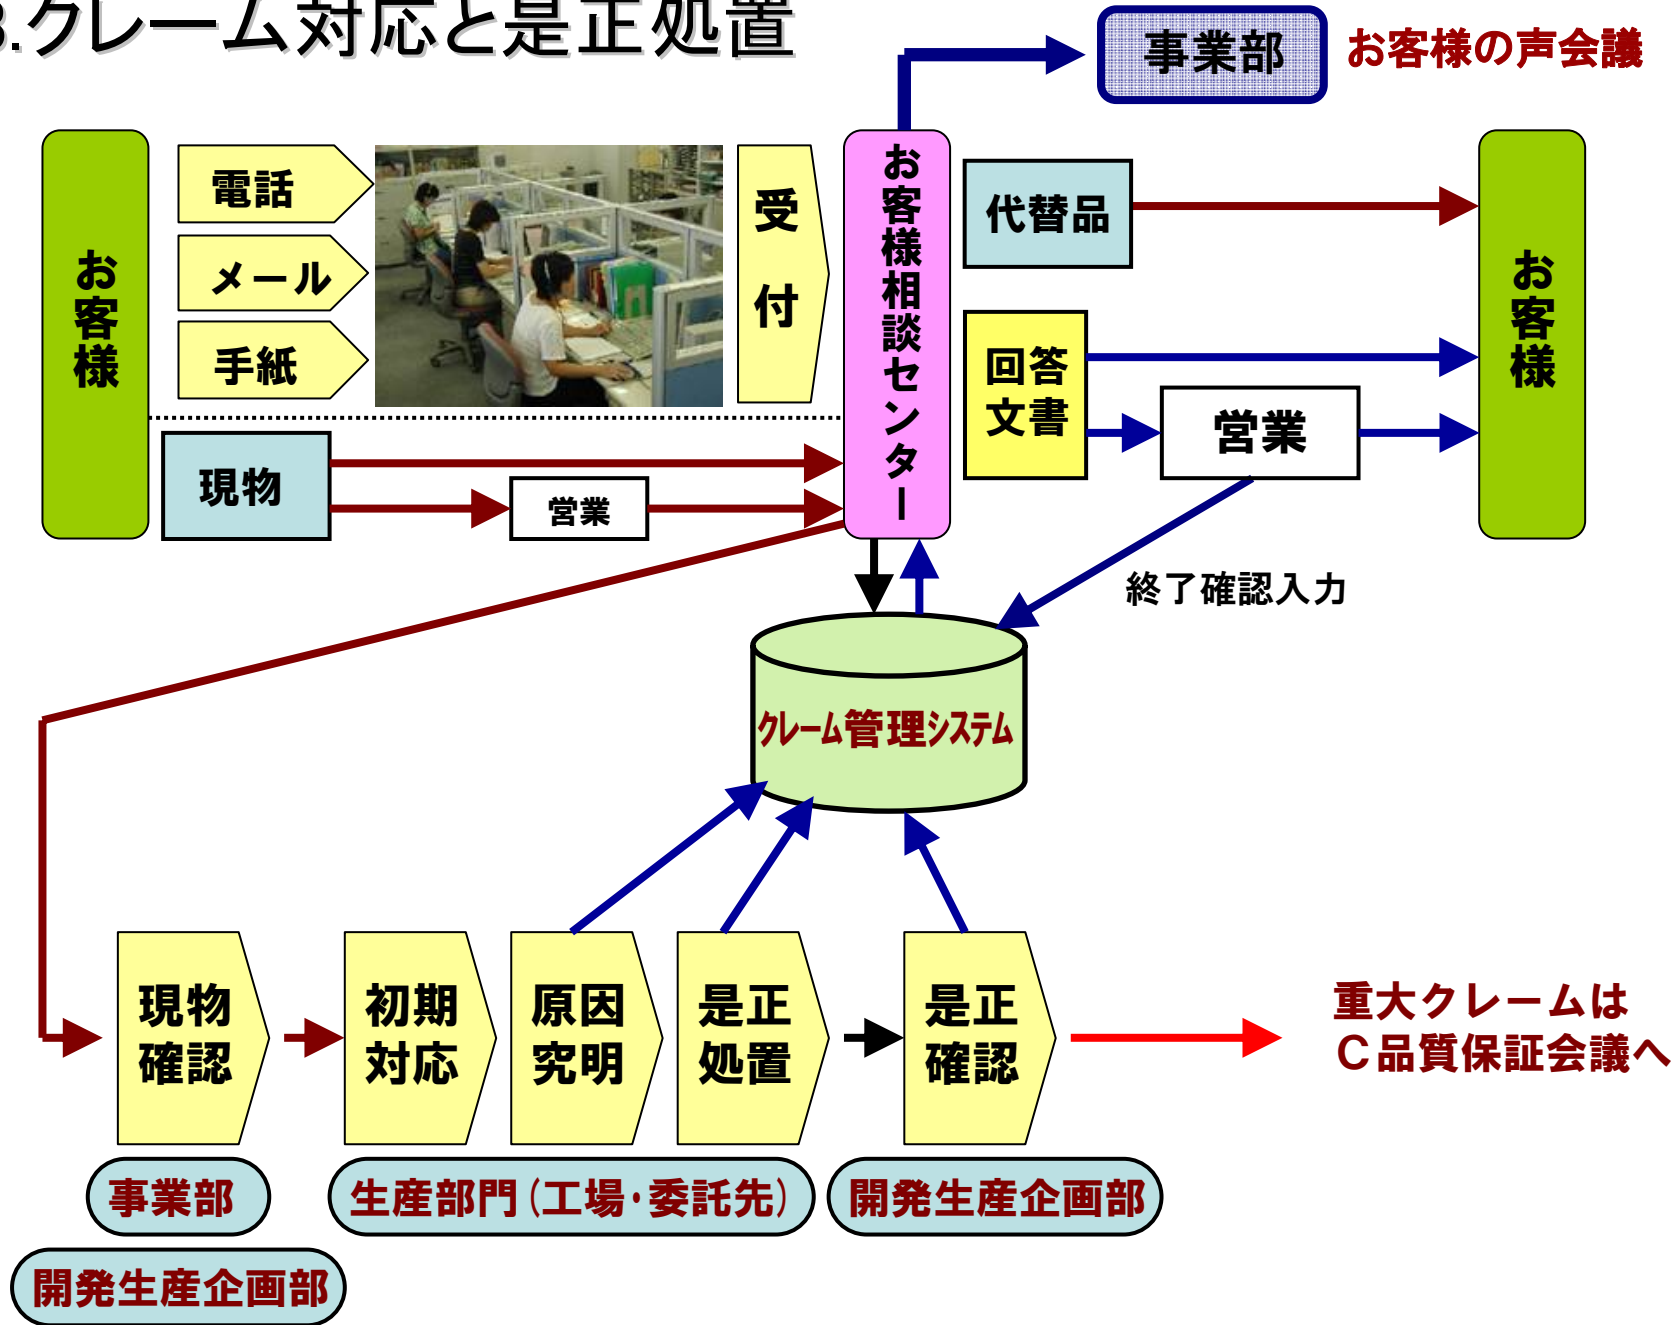 3.クレーム対応と是正処置
事業部
お客様の声会議
お客様
電話
メール
手紙
受付
お客様相談センター
代替品
回答
文書
営業
お客様
現物
営業
終了確認入力
クレーム管理システム
現物
確認
初期
対応
原因
究明
是正
処置
是正
確認
重大クレームは
C品質保証会議へ
事業部
生産部門(工場・委託先)
開発生産企画部
開発生産企画部